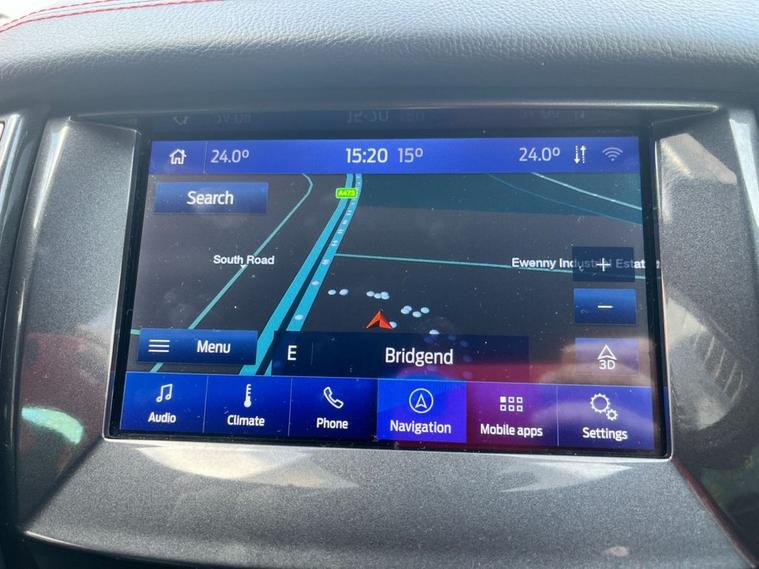 24.0°
15:20 15°
24.0°
Search
A473
South Road
Ewenny Industrial Estate
+
−
Menu
E
Bridgend
3D
Audio
Climate
Phone
Navigation
Mobile apps
Settings